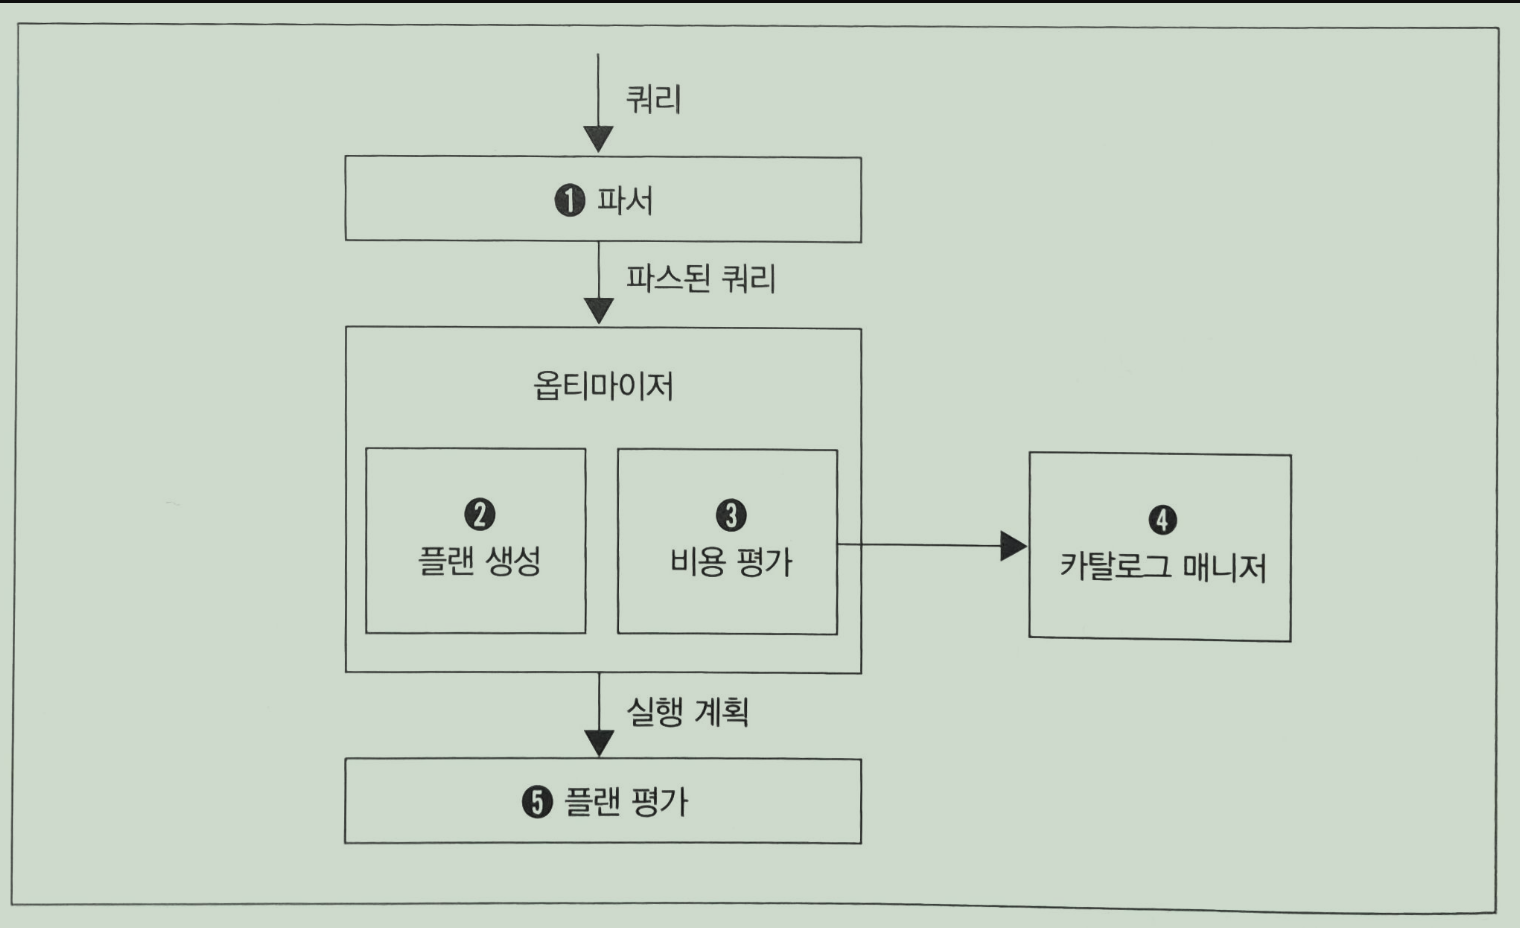 쿼리
❶ 파서
파스된 쿼리
옵티마이저
❷
플랜 생성
❸
비용 평가
❹
카탈로그 매니저
실행 계획
❺ 플랜 평가